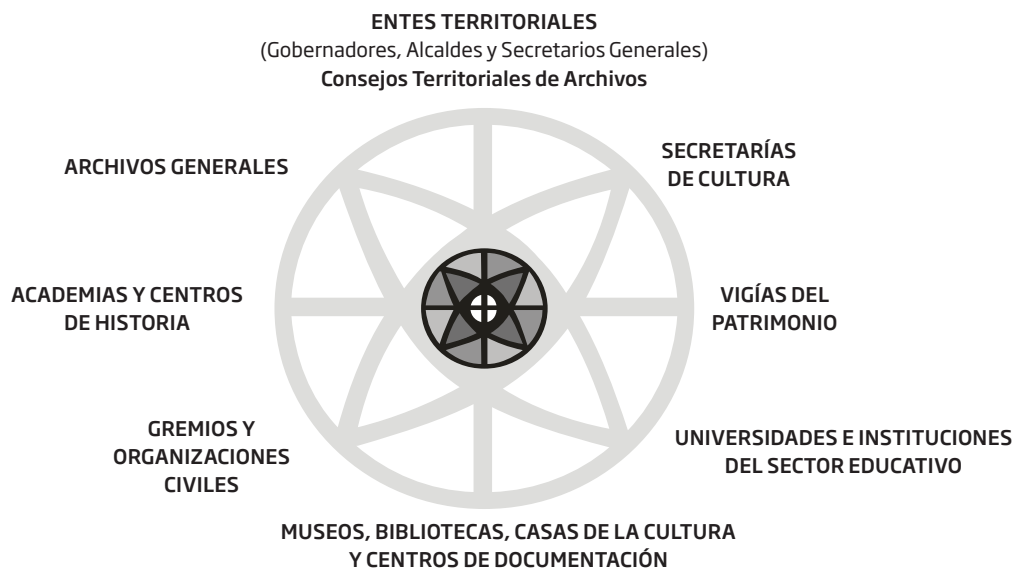 ENTES TERRITORIALES
(Gobernadores, Alcaldes y Secretarios Generales)
Consejos Territoriales de Archivos
ARCHIVOS GENERALES
SECRETARÍAS
DE CULTURA
ACADEMIAS Y CENTROS
DE HISTORIA
VIGÍAS DEL
PATRIMONIO
GREMIOS Y
ORGANIZACIONES
CIVILES
UNIVERSIDADES E INSTITUCIONES
DEL SECTOR EDUCATIVO
MUSEOS, BIBLIOTECAS, CASAS DE LA CULTURA
Y CENTROS DE DOCUMENTACIÓN